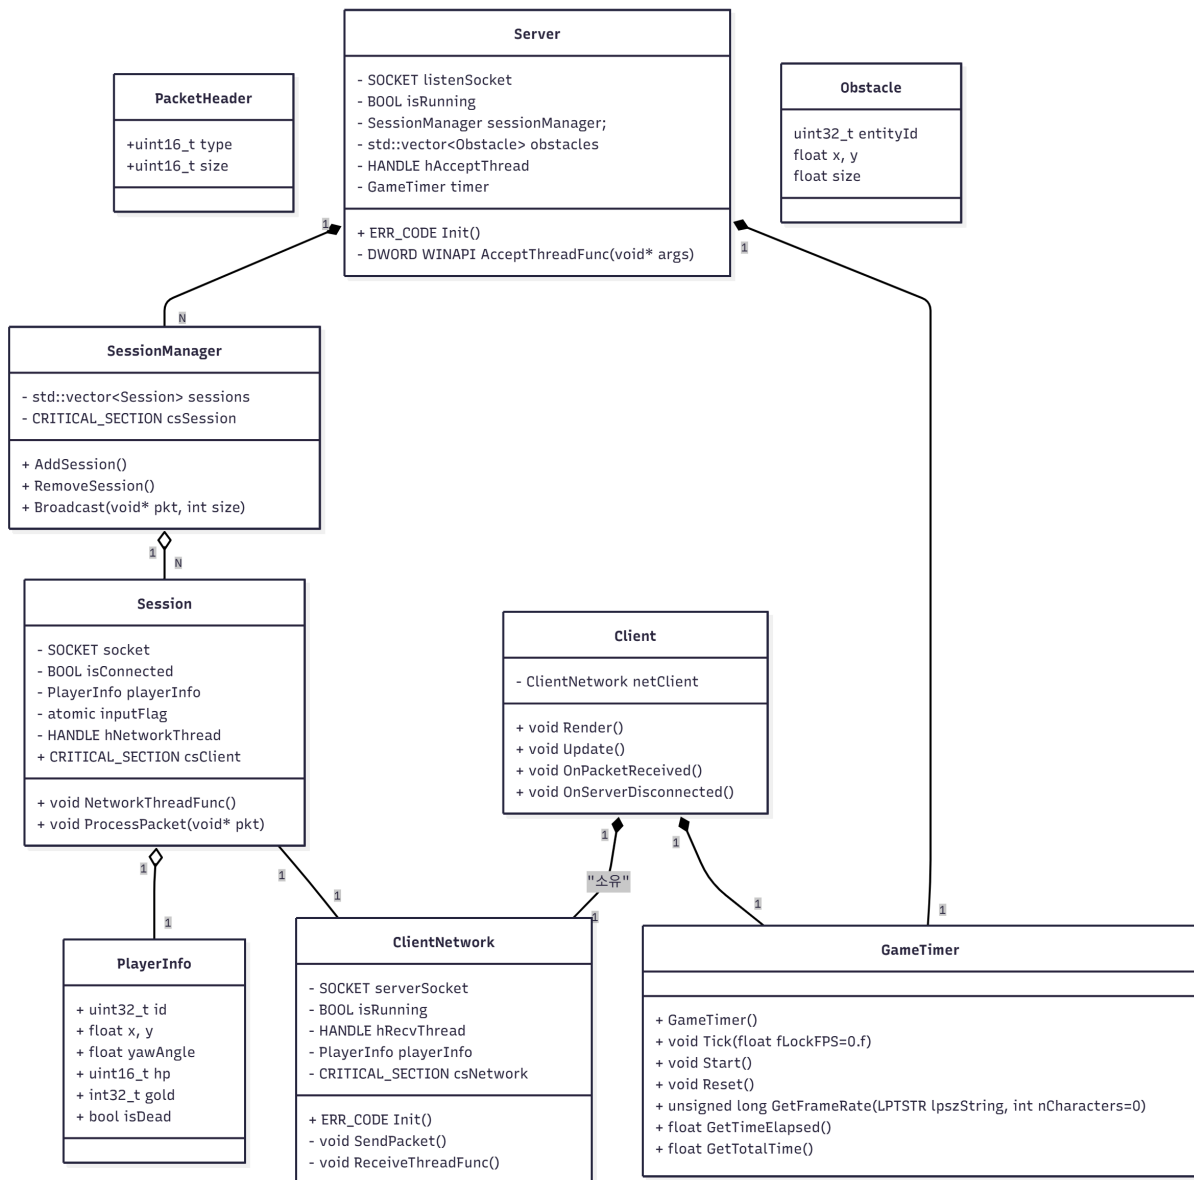 Server
- SOCKET listenSocket
- BOOL isRunning
- SessionManager sessionManager;
- std::vector<Obstacle> obstacles
- HANDLE hAcceptThread
- GameTimer timer
+ ERR_CODE Init()
- DWORD WINAPI AcceptThreadFunc(void* args)
PacketHeader
+uint16_t type
+uint16_t size
Obstacle
uint32_t entityId
float x, y
float size
1
1
N
SessionManager
- std::vector<Session> sessions
- CRITICAL_SECTION csSession
+ AddSession()
+ RemoveSession()
+ Broadcast(void* pkt, int size)
1
N
Session
- SOCKET socket
- BOOL isConnected
- PlayerInfo playerInfo
- atomic inputFlag
- HANDLE hNetworkThread
+ CRITICAL_SECTION csClient
+ void NetworkThreadFunc()
+ void ProcessPacket(void* pkt)
Client
- ClientNetwork netClient
+ void Render()
+ void Update()
+ void OnPacketReceived()
+ void OnServerDisconnected()
1
1
1
1
"소유"
1
1
1
1
1
PlayerInfo
+ uint32_t id
+ float x, y
+ float yawAngle
+ uint16_t hp
+ int32_t gold
+ bool isDead
ClientNetwork
- SOCKET serverSocket
- BOOL isRunning
- HANDLE hRecvThread
- PlayerInfo playerInfo
- CRITICAL_SECTION csNetwork
+ ERR_CODE Init()
- void SendPacket()
- void ReceiveThreadFunc()
GameTimer
+ GameTimer()
+ void Tick(float fLockFPS=0.f)
+ void Start()
+ void Reset()
+ unsigned long GetFrameRate(LPTSTR lpszString, int nCharacters=0)
+ float GetTimeElapsed()
+ float GetTotalTime()